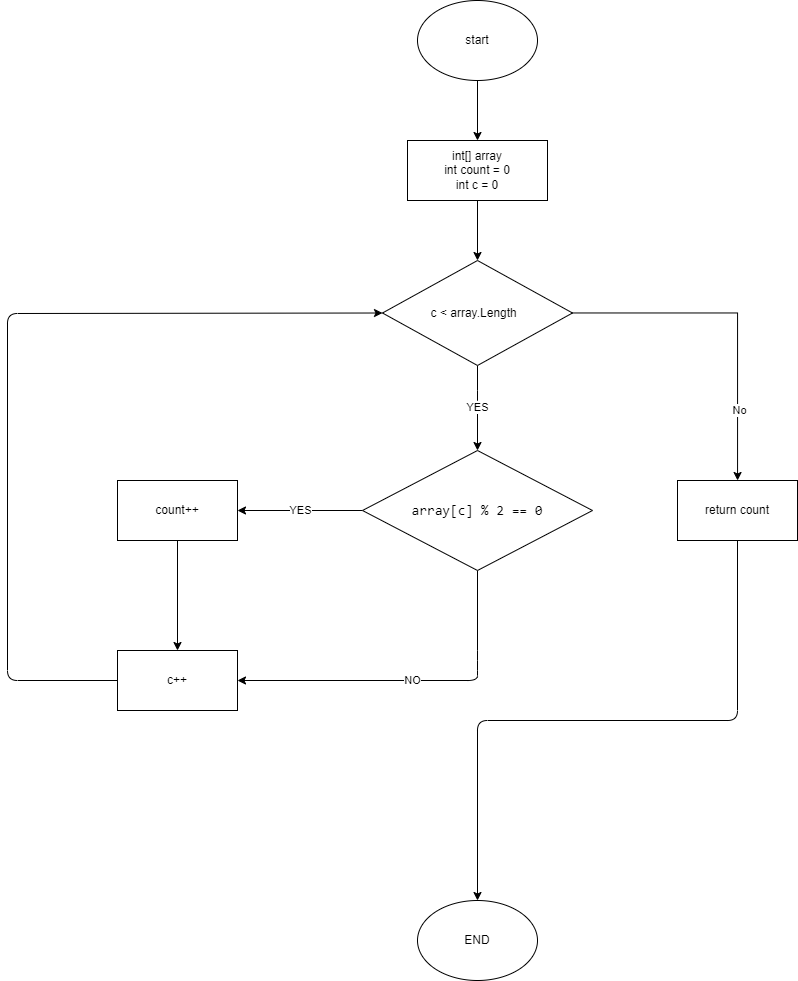 start
int[] array
int count = 0
int c = 0
c < array.Length
YES
No
count++
YES
array[c] % 2 == 0
return count
c++
NO
END